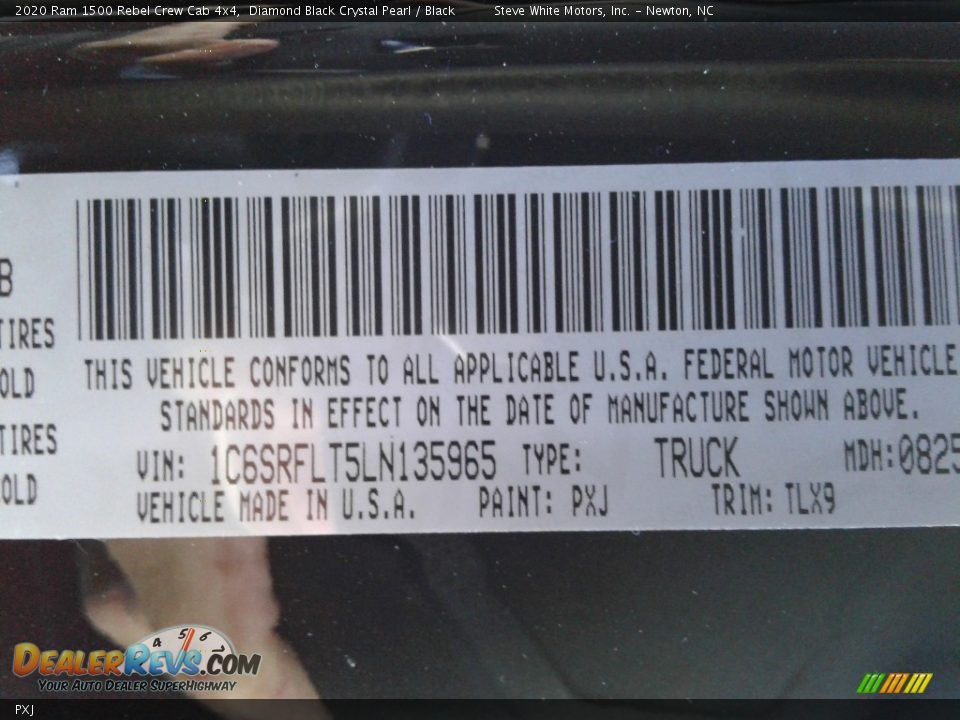 2020 Ram 1500 Rebel Crew Cab 4x4, Diamond Black Crystal Pearl / Black Steve White Motors, Inc. - Newton, NC
B
TIRES
OLD
TIRES
OLD
THIS VEHICLE CONFORMS TO ALL APPLICABLE U.S.A. FEDERAL MOTOR VEHICLE
STANDARDS IN EFFECT ON THE DATE OF MANUFACTURE SHOWN ABOVE.
VIN: 1C6SRFLT5LN135965 TYPE: TRUCK MDH: 0825
VEHICLE MADE IN U.S.A. PAINT: PXJ TRIM: TLX9
4 5 6
DealerRevs.com
Your Auto Dealer SuperHighway
PXJ